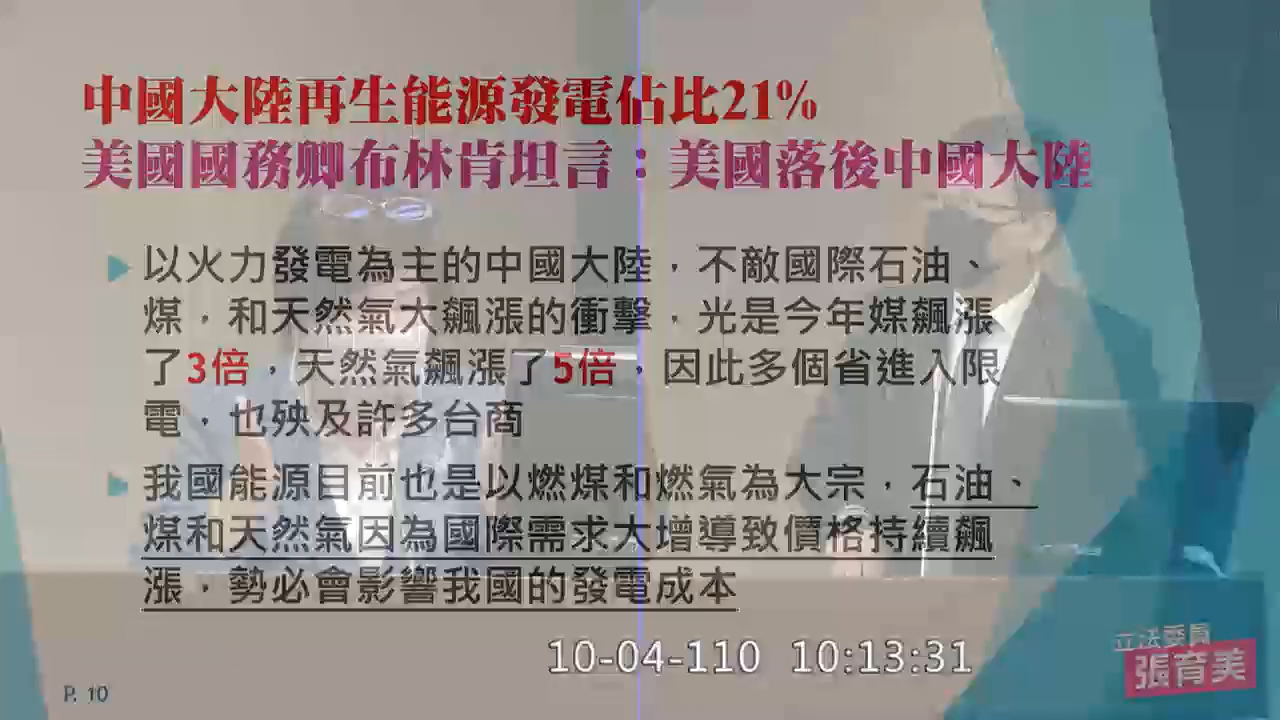 中國大陸再生能源發電佔比21%
美國國務卿布林肯坦言：美國落後中國大陸
以火力發電為主的中國大陸，不敵國際石油、
煤，和天然氣大飆漲的衝擊，光是今年媒飆漲
了3倍，天然氣飆漲了5倍，因此多個省進入限
電，也殃及許多台商
我國能源目前也是以燃煤和燃氣為大宗，石油、
煤和天然氣因為國際需求大增導致價格持續飆
漲，勢必會影響我國的發電成本
10-04-110 10:13:31
立法委員
張育美
P. 10